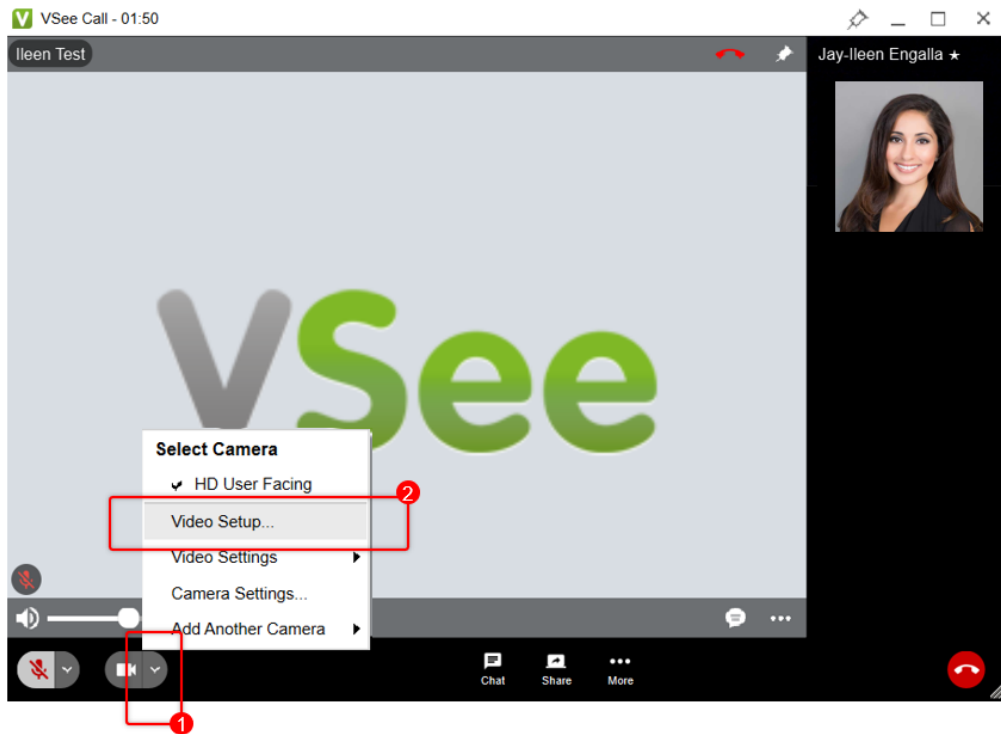 V VSee Call - 01:50
Ileen Test
Jay-Ileen Engalla ★
VSee
Select Camera
✔ HD User Facing
Video Setup...
2
Video Settings
Camera Settings...
Add Another Camera
Chat
Share
More
1